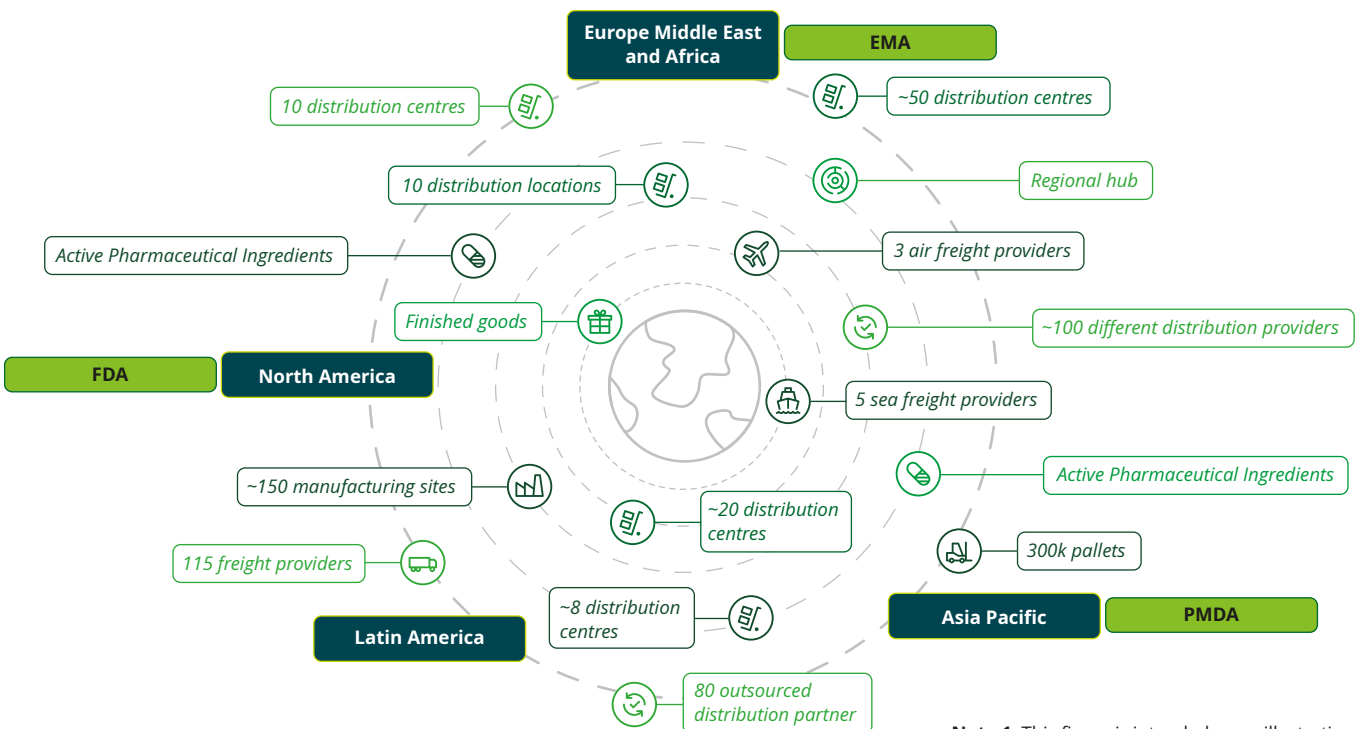 Europe Middle East
and Africa
EMA
10 distribution centres
~50 distribution centres
10 distribution locations
Regional hub
Active Pharmaceutical Ingredients
3 air freight providers
Finished goods
~100 different distribution providers
FDA
North America
5 sea freight providers
~150 manufacturing sites
Active Pharmaceutical Ingredients
~20 distribution
centres
115 freight providers
300k pallets
~8 distribution
centres
Latin America
Asia Pacific
PMDA
80 outsourced
distribution partner